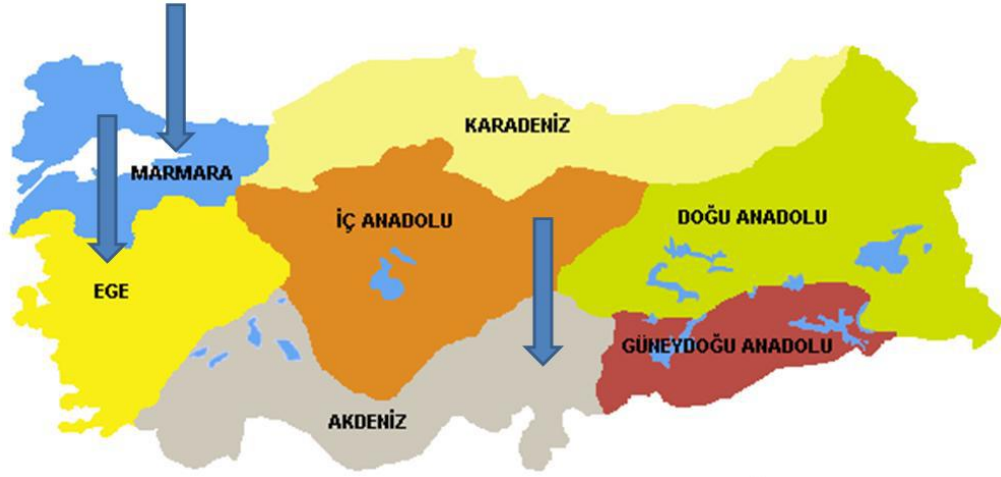 KARADENİZ
MARMARA
İÇ ANADOLU
DOĞU ANADOLU
EGE
GÜNEYDOĞU ANADOLU
AKDENİZ